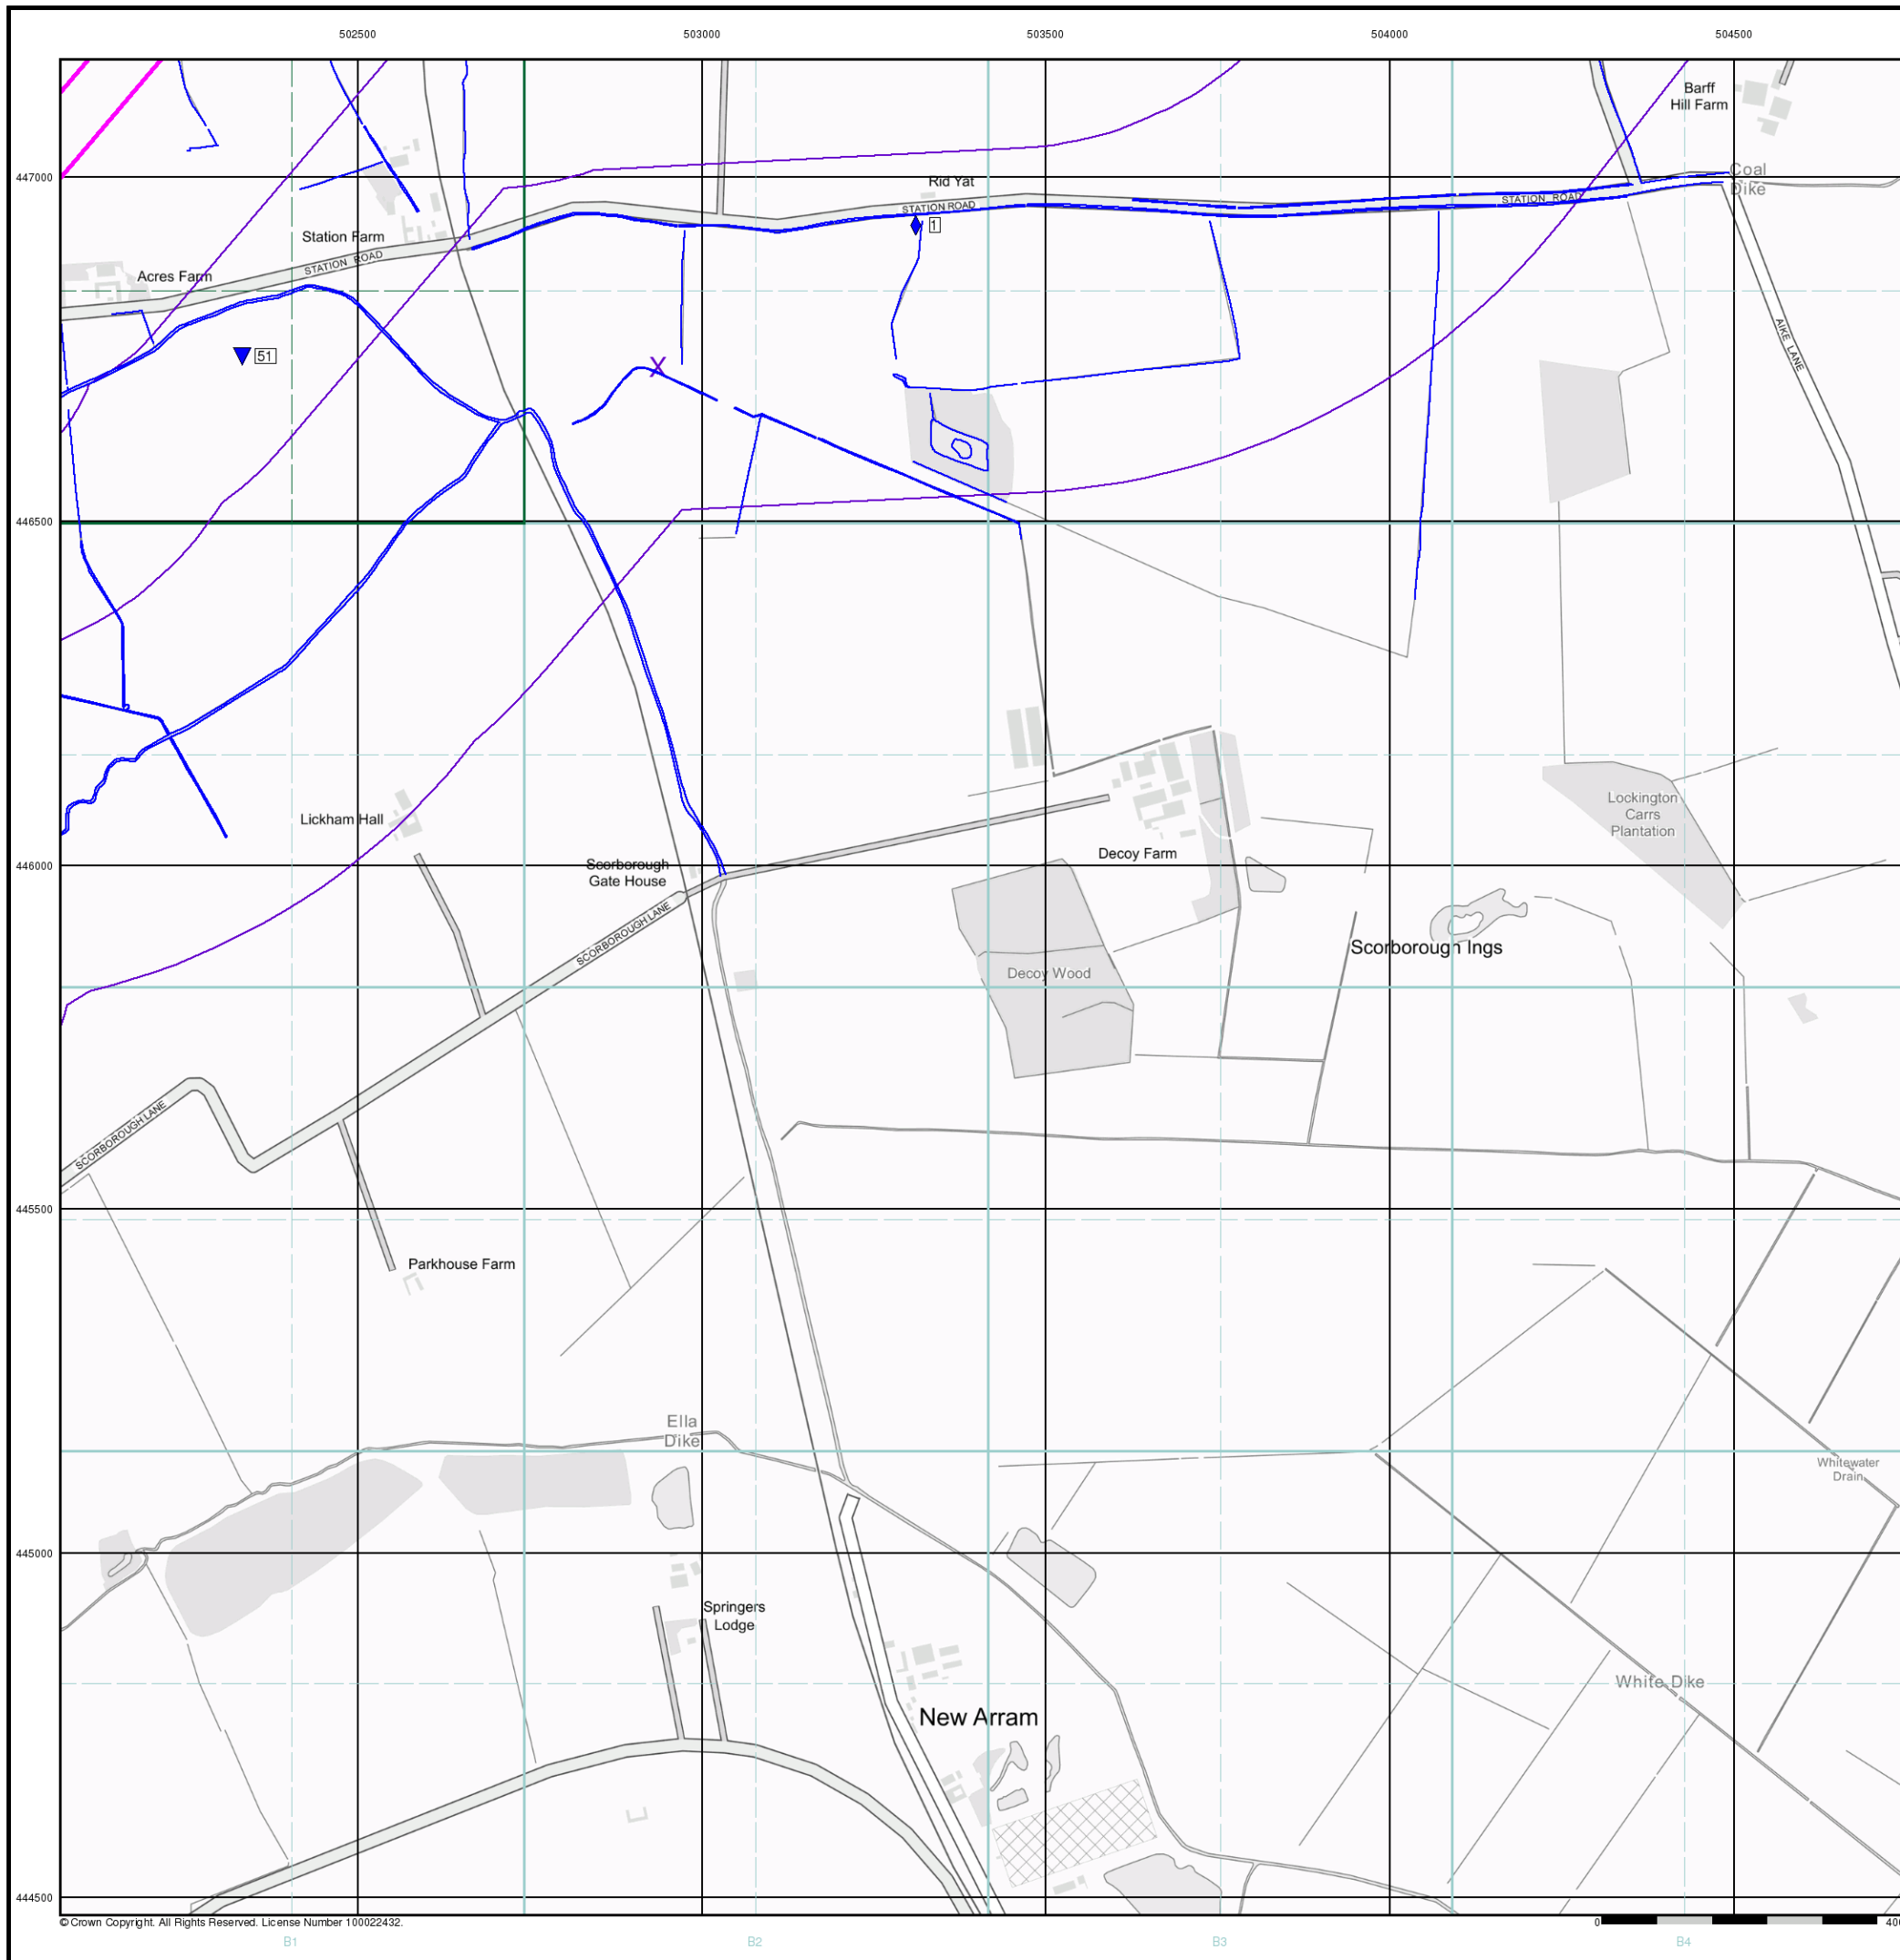 502500 503000 503500 504000 504500
Barff
Hill Farm
447000
Coal
Dike
Rid Yat
STATION ROAD
STATION ROAD
1
Station Farm
STATION ROAD
Acres Farm
AIKE LANE
51
X
446500
Lickham Hall
Lockington
Carrs
Plantation
Decoy Farm
446000
Scorborough
Gate House
SCORBOROUGH LANE
Scorborough Ings
Decoy Wood
SCORBOROUGH LANE
445500
Parkhouse Farm
Ella
Dike
Whitewater
Drain
445000
Springers
Lodge
White Dike
New Arram
444500
© Crown Copyright. All Rights Reserved. License Number 100022432.
0 400
B1 B2 B3 B4